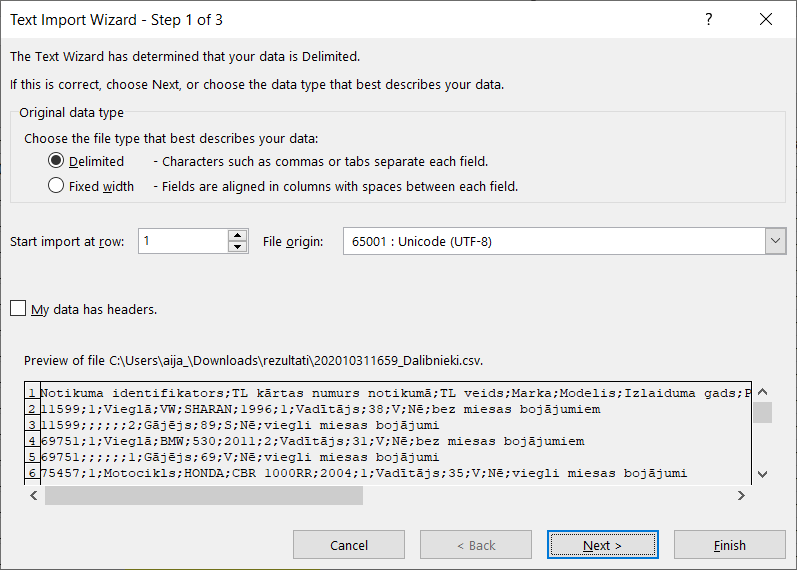 Text Import Wizard - Step 1 of 3
The Text Wizard has determined that your data is Delimited.
If this is correct, choose Next, or choose the data type that best describes your data.
Original data type
Choose the file type that best describes your data:
Delimited - Characters such as commas or tabs separate each field.
Fixed width - Fields are aligned in columns with spaces between each field.
Start import at row: 1 File origin: 65001 : Unicode (UTF-8)
My data has headers.
Preview of file C:\Users\aija_\Downloads\rezultati\202010311659_Dalibnieki.csv.
1 Notikuma identifikators;TL kārtas numurs notikumā;TL veids;Marka;Modelis;Izlaiduma gads;P
2 11599;1;Vieglā;VW;SHARAN;1996;1;Vadītājs;38;V;Nē;bez miesas bojājumiem
3 11599;;;;;;2;Gājējs;89;S;Nē;viegli miesas bojājumi
4 69751;1;Vieglā;BMW;530;2011;2;Vadītājs;31;V;Nē;bez miesas bojājumiem
5 69751;;;;;;1;Gājējs;69;V;Nē;viegli miesas bojājumi
6 75457;1;Motocikls;HONDA;CBR 1000RR;2004;1;Vadītājs;35;V;Nē;viegli miesas bojājumi
Cancel < Back Next > Finish